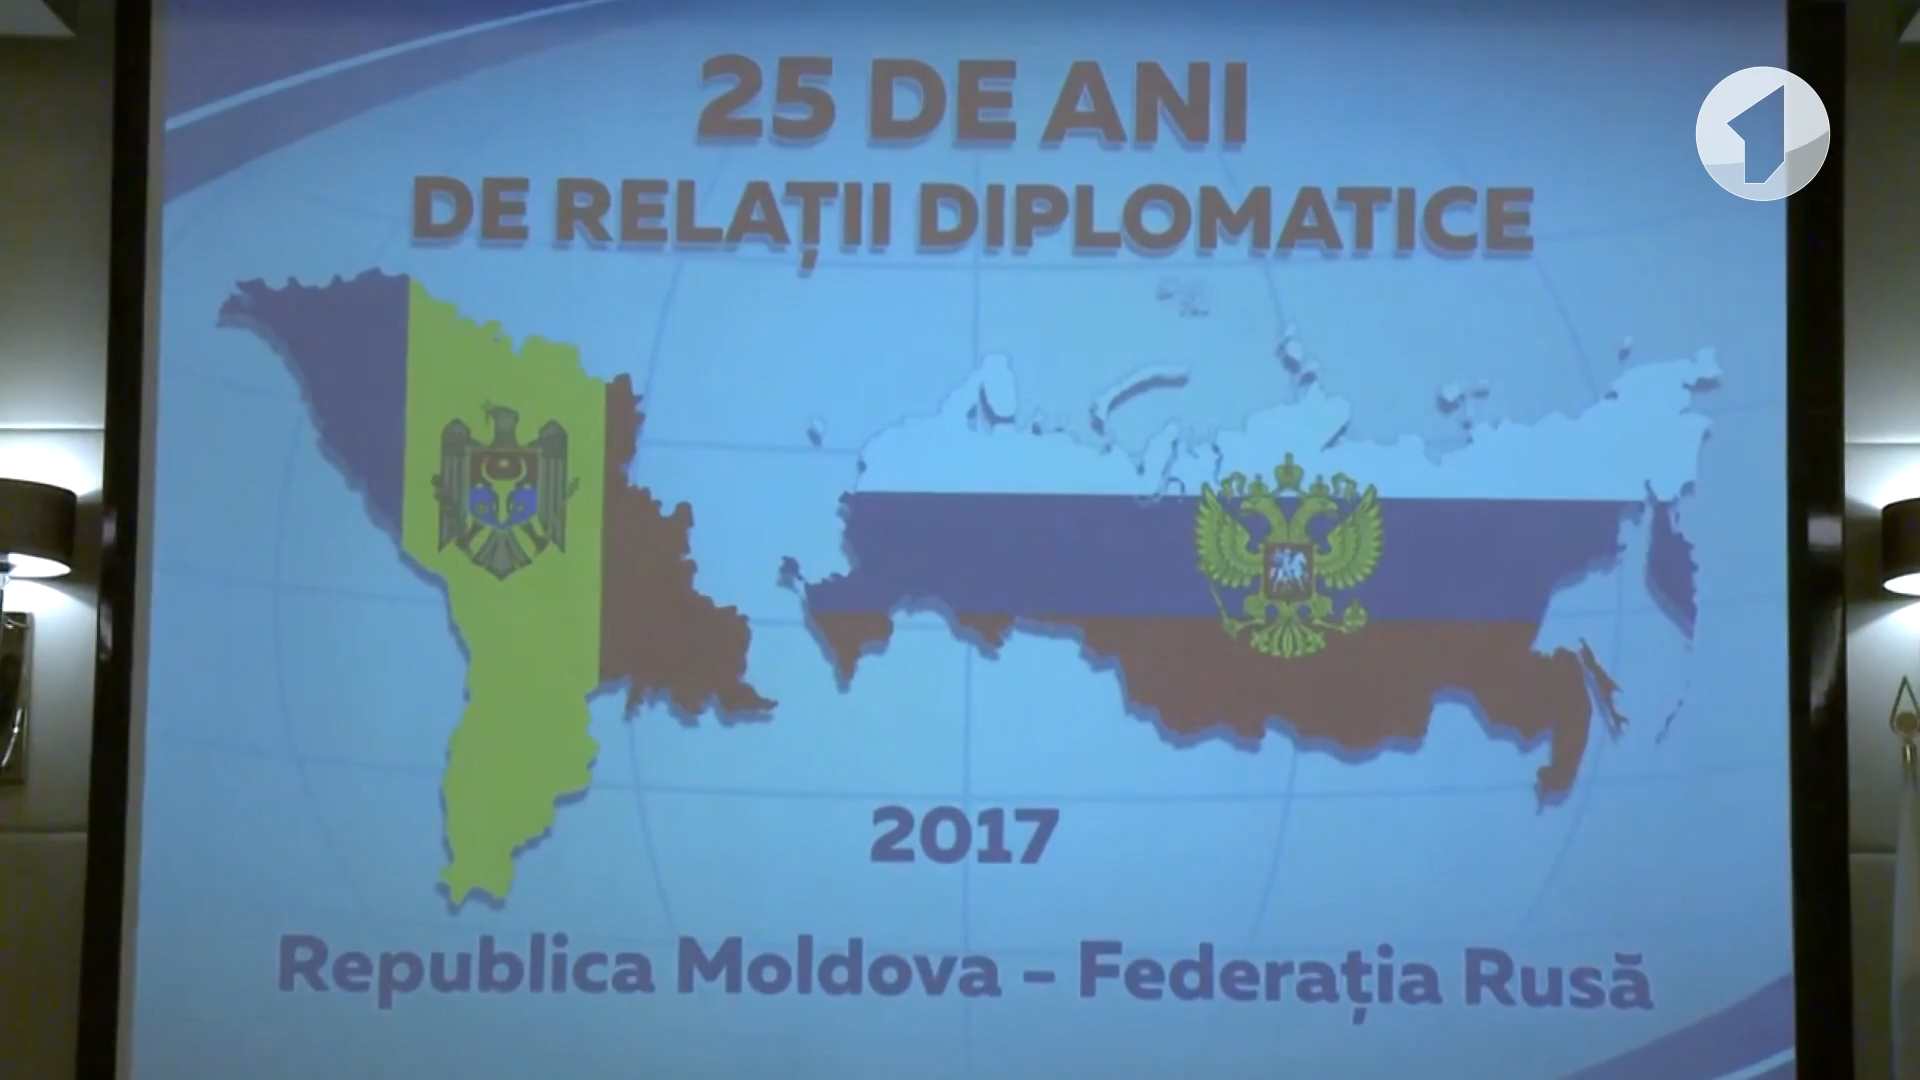 25 DE ANI
DE RELAȚII DIPLOMATICE
2017
Republica Moldova – Federația Rusă